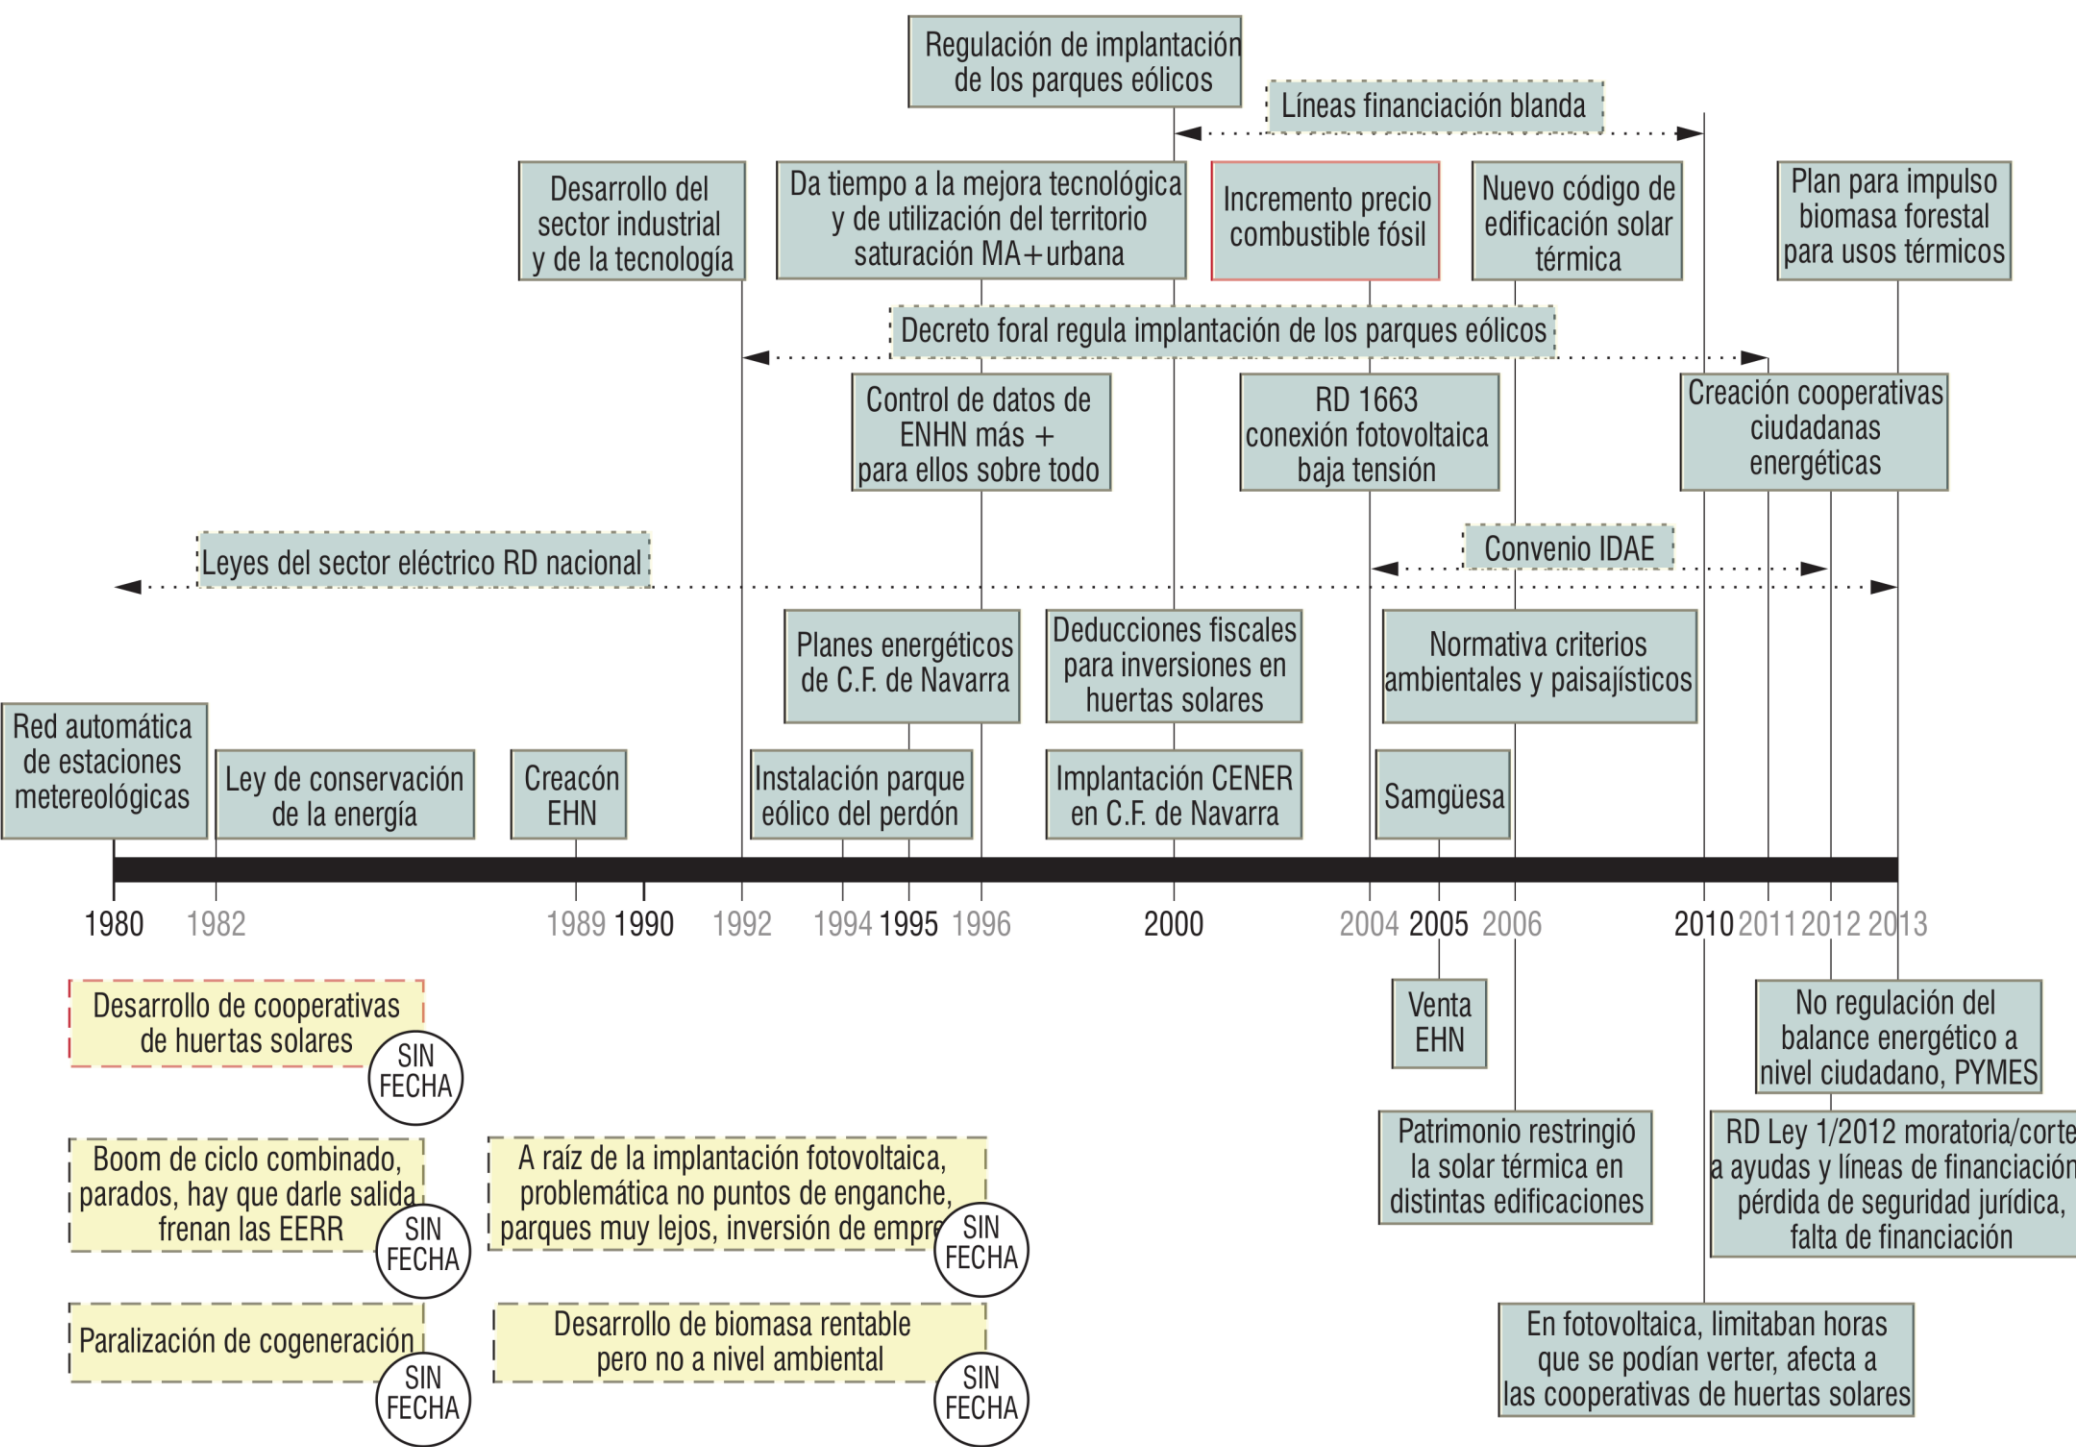 Regulación de implantación
de los parques eólicos
Líneas financiación blanda
Desarrollo del
sector industrial
y de la tecnología
Da tiempo a la mejora tecnológica
y de utilización del territorio
saturación MA+urbana
Incremento precio
combustible fósil
Nuevo código de
edificación solar
térmica
Plan para impulso
biomasa forestal
para usos térmicos
Decreto foral regula implantación de los parques eólicos
Control de datos de
ENHN más +
para ellos sobre todo
RD 1663
conexión fotovoltaica
baja tensión
Creación cooperativas
ciudadanas
energéticas
Leyes del sector eléctrico RD nacional
Convenio IDAE
Planes energéticos
de C.F. de Navarra
Deducciones fiscales
para inversiones en
huertas solares
Normativa criterios
ambientales y paisajísticos
Red automática
de estaciones
metereológicas
Ley de conservación
de la energía
Creacón
EHN
Instalación parque
eólico del perdón
Implantación CENER
en C.F. de Navarra
Samgüesa
1980 1982 1989 1990 1992 1994 1995 1996 2000 2004 2005 2006 2010 2011 2012 2013
Desarrollo de cooperativas
de huertas solares
SIN
FECHA
Venta
EHN
No regulación del
balance energético a
nivel ciudadano, PYMES
Boom de ciclo combinado,
parados, hay que darle salida
frenan las EERR
SIN
FECHA
A raíz de la implantación fotovoltaica,
problemática no puntos de enganche,
parques muy lejos, inversión de empre
SIN
FECHA
Patrimonio restringió
la solar térmica en
distintas edificaciones
RD Ley 1/2012 moratoria/corte
a ayudas y líneas de financiación
pérdida de seguridad jurídica,
falta de financiación
Paralización de cogeneración
SIN
FECHA
Desarrollo de biomasa rentable
pero no a nivel ambiental
SIN
FECHA
En fotovoltaica, limitaban horas
que se podían verter, afecta a
las cooperativas de huertas solares